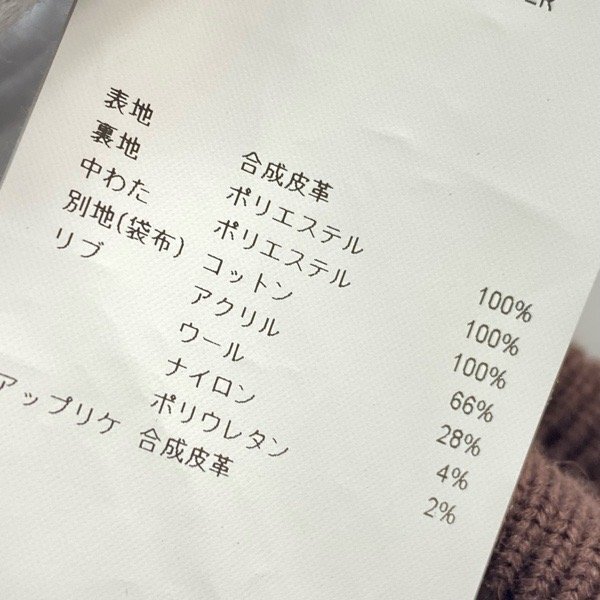 表地 合成皮革
裏地 ポリエステル 100%
中わた ポリエステル 100%
別地(袋布) コットン 100%
リブ アクリル 66%
ウール 28%
ナイロン 4%
ポリウレタン 2%
アップリケ 合成皮革